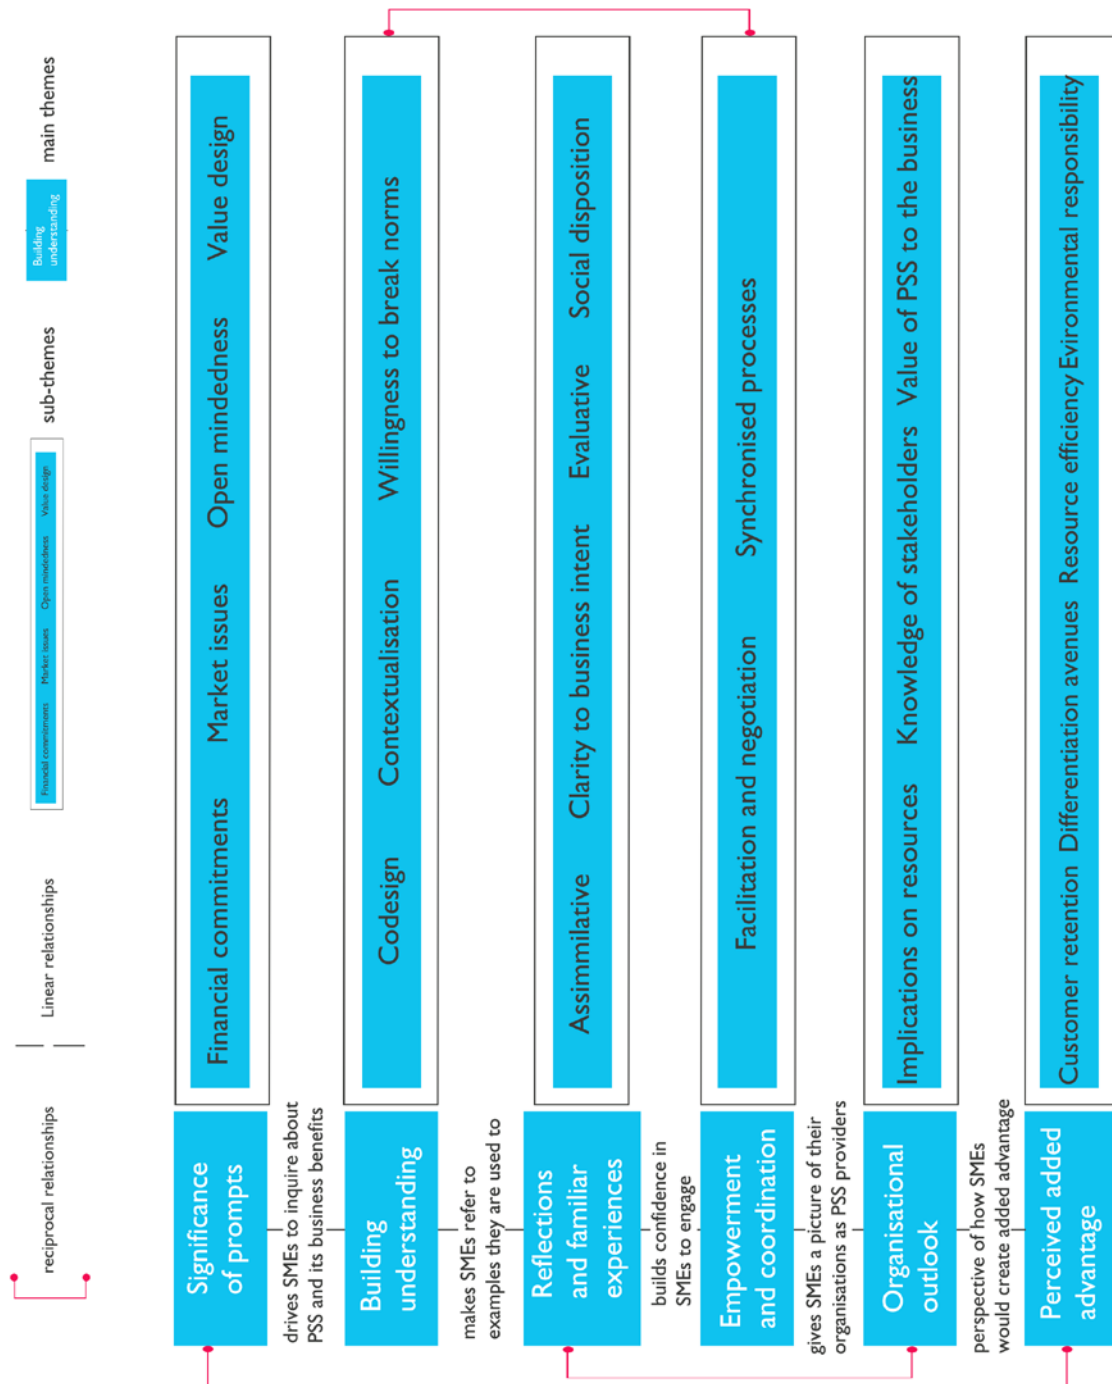 Significance
of prompts
Financial commitments
Market issues
Open mindedness
Value design
drives SMEs to inquire about
PSS and its business benefits
Building
understanding
Codesign
Contextualisation
Willingness to break norms
makes SMEs refer to
examples they are used to
Reflections
and familiar
experiences
Assimmilative
Clarity to business intent
Evaluative
Social disposition
builds confidence in
SMEs to engage
Empowerment
and coordination
Facilitation and negotiation
Synchronised processes
gives SMEs a picture of their
organisations as PSS providers
Organisational
outlook
Implications on resources
Knowledge of stakeholders
Value of PSS to the business
perspective of how SMEs
would create added advantage
Perceived added
advantage
Customer retention
Differentiation avenues
Resource efficiency
Evironmental responsibility
reciprocal relationships
Linear relationships
Financial commitments
Market issues
Open mindedness
Value design
sub-themes
Building
understanding
main themes